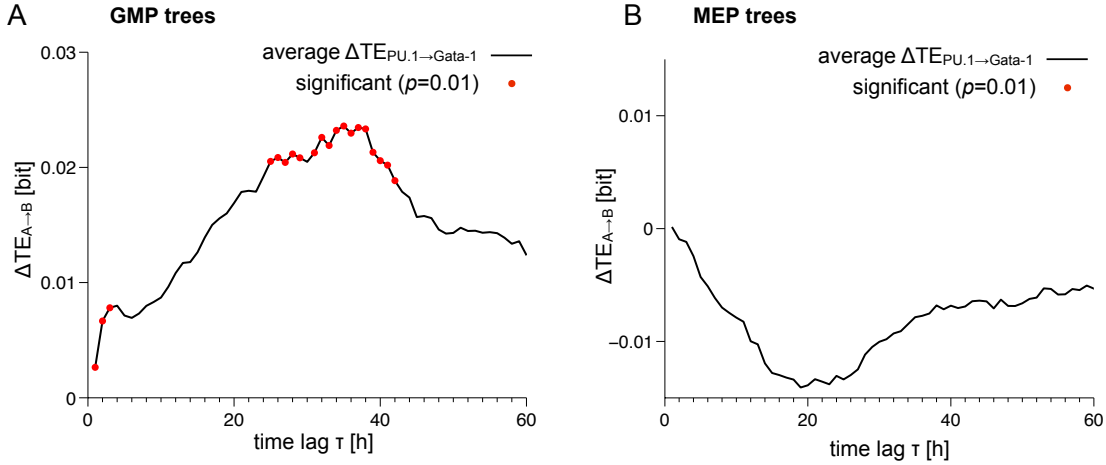 A
GMP trees
average ΔTEPU.1→Gata-1
significant (p=0.01)
0.03
0.02
0.01
0
ΔTEA→B [bit]
0
20
40
60
time lag τ [h]
B
MEP trees
average ΔTEPU.1→Gata-1
significant (p=0.01)
0.01
0
−0.01
ΔTEA→B [bit]
0
20
40
60
time lag τ [h]